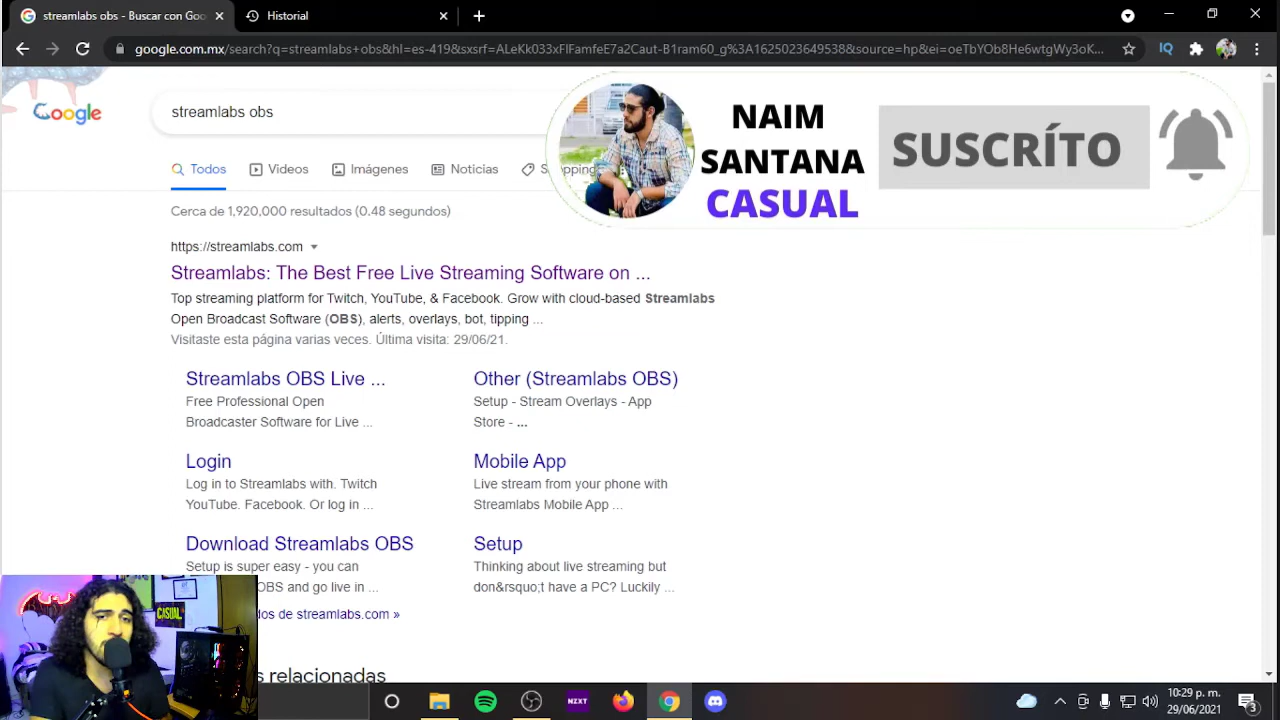 streamlabs obs - Buscar con Goo
Historial
google.com.mx/search?q=streamlabs+obs&hl=es-419&sxsrf=ALeKk033xFIFamfeE7a2Caut-B1ram60_g%3A1625023649538&source=hp&ei=oeTbYOb8He6wtgWy3oK...
Google
streamlabs obs
NAIM
SANTANA
CASUAL
SUSCRÍTO
Todos
Videos
Imágenes
Noticias
Cerca de 1,920,000 resultados (0.48 segundos)
https://streamlabs.com
Streamlabs: The Best Free Live Streaming Software on ...
Top streaming platform for Twitch, YouTube, & Facebook. Grow with cloud-based Streamlabs
Open Broadcast Software (OBS), alerts, overlays, bot, tipping ...
Visitaste esta página varias veces. Última visita: 29/06/21.
Streamlabs OBS Live ...
Free Professional Open
Broadcaster Software for Live ...
Other (Streamlabs OBS)
Setup - Stream Overlays - App
Store - ...
Login
Log in to Streamlabs with. Twitch
YouTube. Facebook. Or log in ...
Mobile App
Live stream from your phone with
Streamlabs Mobile App ...
Download Streamlabs OBS
Setup is super easy - you can
OBS and go live in ...
Setup
Thinking about live streaming but
don&rsquo;t have a PC? Luckily ...
dos de streamlabs.com »
relacionadas
CASUAL
NZXT
IQ
10:29 p. m.
29/06/2021
3